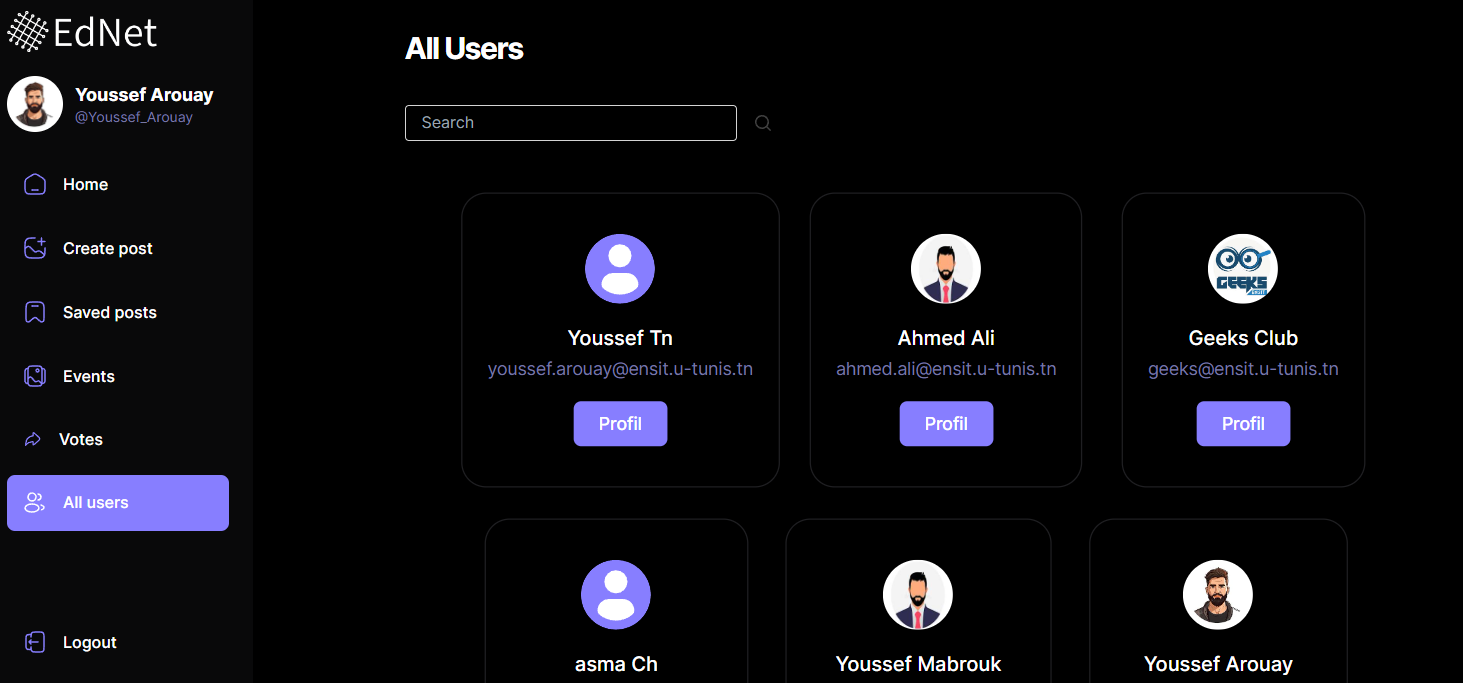 EdNet
Youssef Arouay
@Youssef_Arouay
Home
Create post
Saved posts
Events
Votes
All users
Logout
All Users
Search
Youssef Tn
youssef.arouay@ensit.u-tunis.tn
Profil
Ahmed Ali
ahmed.ali@ensit.u-tunis.tn
Profil
GEEKS
Geeks Club
geeks@ensit.u-tunis.tn
Profil
asma Ch
Youssef Mabrouk
Youssef Arouay